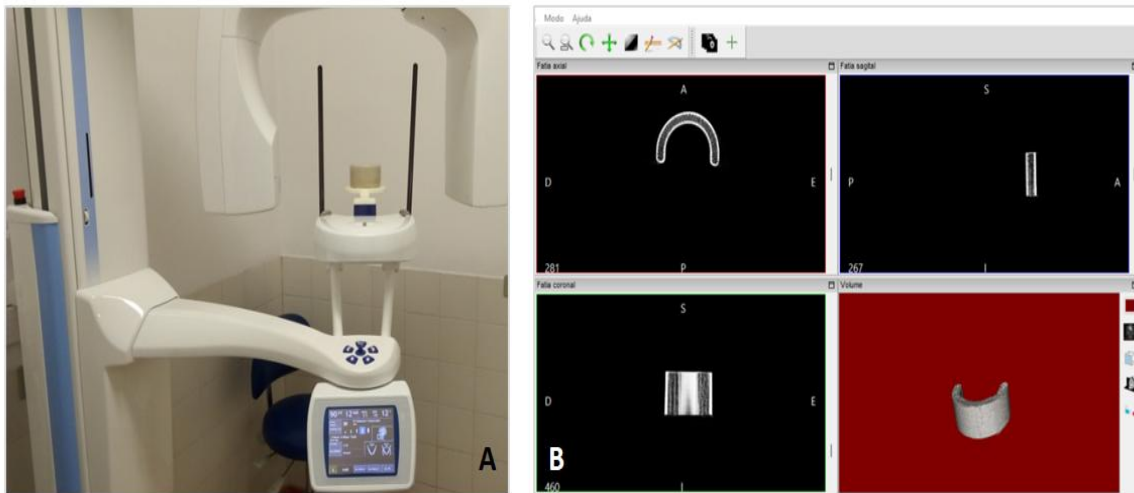 A
Modo Ajuda
Fatia axial
A
D
E
281
P
Fatia sagital
S
P
A
267
I
Fatia coronal
S
D
E
460
I
Volume
B